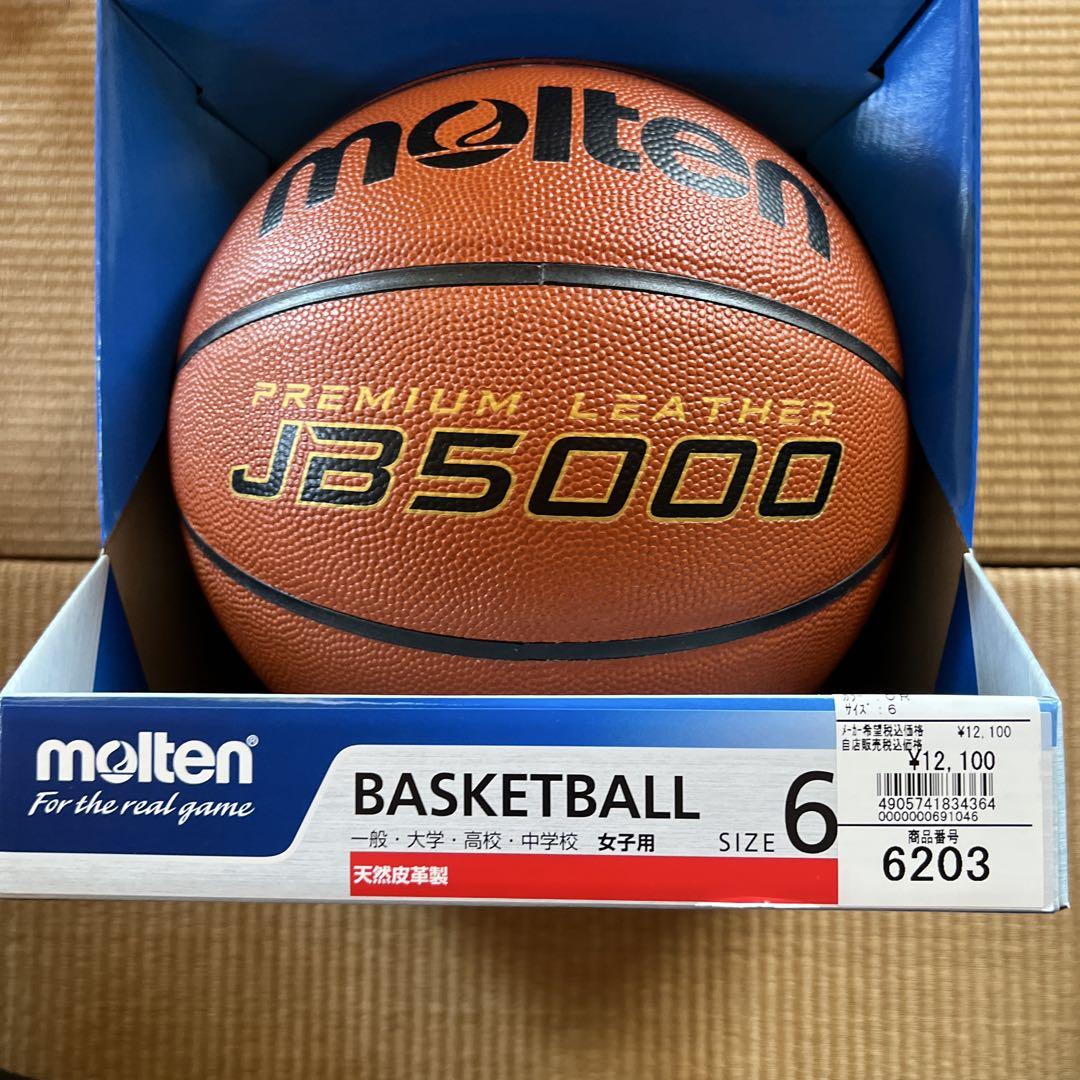 molten
PREMIUM LEATHER
JB5000
molten®
For the real game
BASKETBALL
一般・大学・高校・中学校 女子用
SIZE 6
天然皮革製
サイズ :6
メーカー希望税込価格 ¥12,100
自店販売税込価格
¥12,100
4905741834364
0000000691046
商品番号
6203